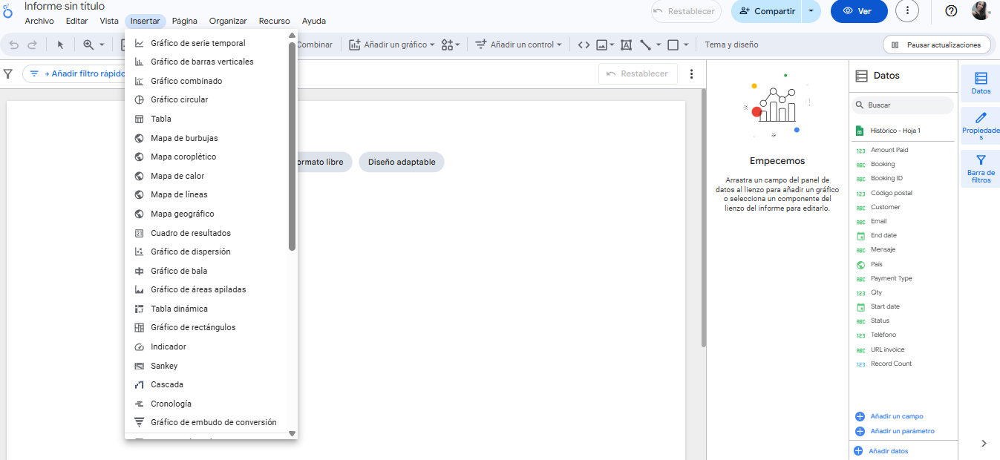 Informe sin título
Archivo Editar Vista Insertar Página Organizar Recurso Ayuda
Restablecer
Compartir
Ver
Combinar
Añadir un gráfico
Añadir un control
Tema y diseño
Pausar actualizaciones
+ Añadir filtro rápido
Restablecer
Gráfico de serie temporal
Gráfico de barras verticales
Gráfico combinado
Gráfico circular
Tabla
Mapa de burbujas
Mapa coroplético
Mapa de calor
Mapa de líneas
Mapa geográfico
Cuadro de resultados
Gráfico de dispersión
Gráfico de bala
Gráfico de áreas apiladas
Tabla dinámica
Gráfico de rectángulos
Indicador
Sankey
Cascada
Cronología
Gráfico de embudo de conversión
ormato libre
Diseño adaptable
Empecemos
Arrastra un campo del panel de
datos al lienzo para añadir un gráfico
o selecciona un componente del
lienzo del informe para editarlo.
Datos
Buscar
Histórico - Hoja 1
123 Amount Paid
ABC Booking
ABC Booking ID
123 Código postal
ABC Customer
ABC Email
End date
ABC Mensaje
País
ABC Payment Type
123 Qty
Start date
ABC Status
123 Teléfono
ABC URL invoice
123 Record Count
Añadir un campo
Añadir un parámetro
Añadir datos
Datos
Propiedade
s
Barra de
filtros